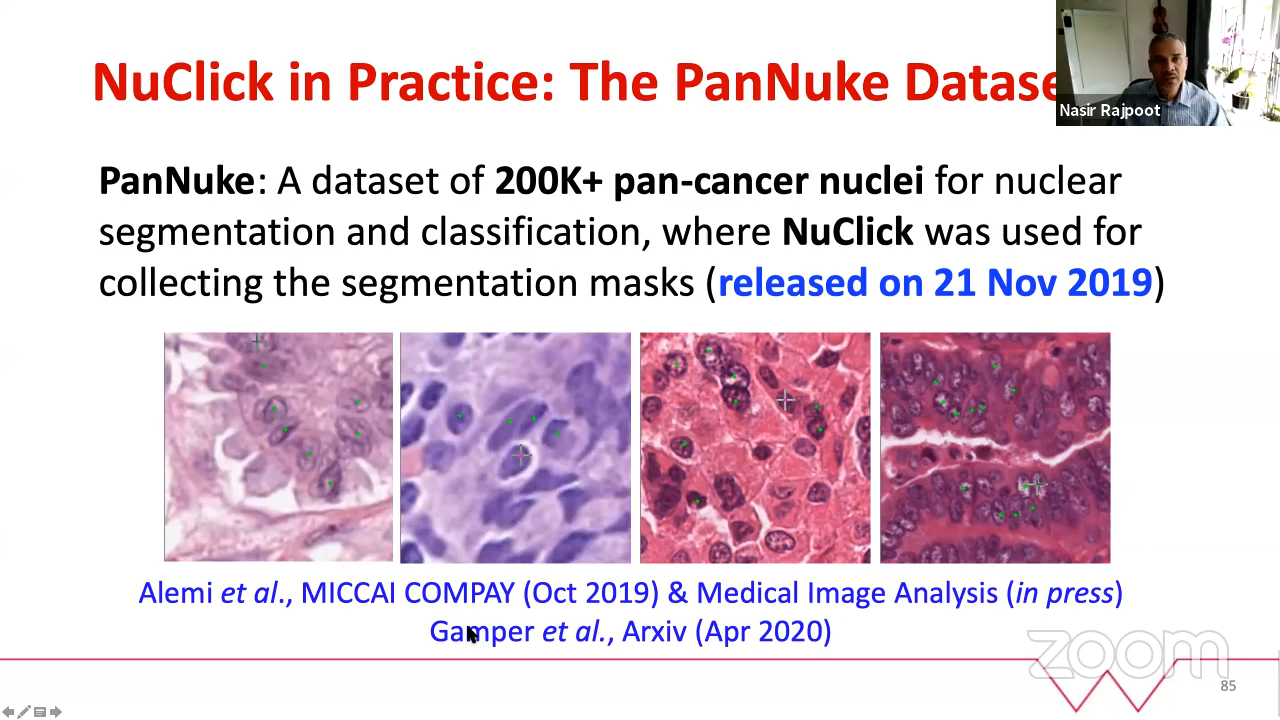 NuClick in Practice: The PanNuke Datase
Nasir Rajpoot
PanNuke: A dataset of 200K+ pan-cancer nuclei for nuclear
segmentation and classification, where NuClick was used for
collecting the segmentation masks (released on 21 Nov 2019)
Alemi et al., MICCAI COMPAY (Oct 2019) & Medical Image Analysis (in press)
Gamper et al., Arxiv (Apr 2020)
zoom
85